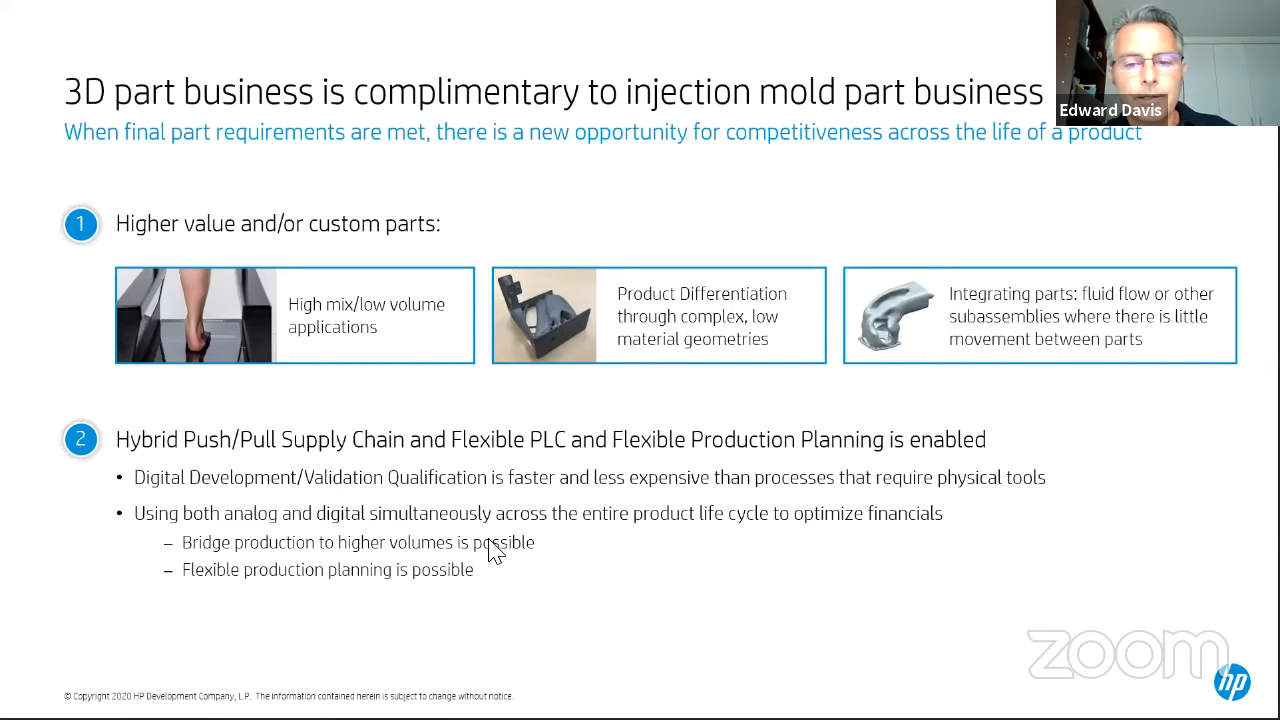 3D part business is complimentary to injection mold part business
Edward Davis
When final part requirements are met, there is a new opportunity for competitiveness across the life of a product
1
Higher value and/or custom parts:
High mix/low volume
applications
Product Differentiation
through complex, low
material geometries
Integrating parts: fluid flow or other
subassemblies where there is little
movement between parts
2
Hybrid Push/Pull Supply Chain and Flexible PLC and Flexible Production Planning is enabled
• Digital Development/Validation Qualification is faster and less expensive than processes that require physical tools
• Using both analog and digital simultaneously across the entire product life cycle to optimize financials
– Bridge production to higher volumes is possible
– Flexible production planning is possible
zoom
hp
© Copyright 2020 HP Development Company, L.P. The information contained herein is subject to change without notice.